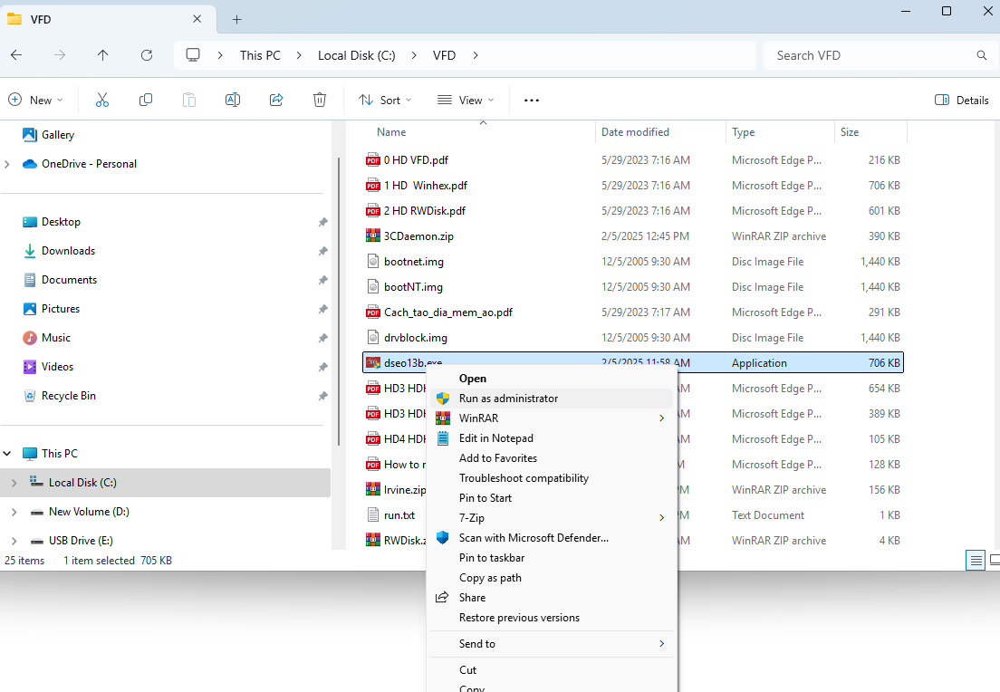 VFD
This PC
Local Disk (C:)
VFD
Search VFD
New
Sort
View
Details
Gallery
OneDrive - Personal
Desktop
Downloads
Documents
Pictures
Music
Videos
Recycle Bin
This PC
Local Disk (C:)
New Volume (D:)
USB Drive (E:)
Name Date modified Type Size
0 HD VFD.pdf 5/29/2023 7:16 AM Microsoft Edge P... 216 KB
1 HD Winhex.pdf 5/29/2023 7:16 AM Microsoft Edge P... 706 KB
2 HD RWDisk.pdf 5/29/2023 7:16 AM Microsoft Edge P... 601 KB
3CDaemon.zip 2/5/2025 12:45 PM WinRAR ZIP archive 390 KB
bootnet.img 12/5/2005 9:30 AM Disc Image File 1,440 KB
bootNT.img 12/5/2005 9:30 AM Disc Image File 1,440 KB
Cach_tao_dia_mem_ao.pdf 5/29/2023 7:17 AM Microsoft Edge P... 291 KB
drvblock.img 12/5/2005 9:30 AM Disc Image File 1,440 KB
dseo13b.exe 2/5/2025 11:58 AM Application 706 KB
HD3 HDH AM Microsoft Edge P... 654 KB
HD3 HDH AM Microsoft Edge P... 389 KB
HD4 HDH AM Microsoft Edge P... 105 KB
How to r M Microsoft Edge P... 128 KB
Irvine.zip PM WinRAR ZIP archive 156 KB
run.txt PM Text Document 1 KB
RWDisk.z AM WinRAR ZIP archive 4 KB
Open
Run as administrator
WinRAR
Edit in Notepad
Add to Favorites
Troubleshoot compatibility
Pin to Start
7-Zip
Scan with Microsoft Defender...
Pin to taskbar
Copy as path
Share
Restore previous versions
Send to
Cut
Copy
25 items 1 item selected 705 KB